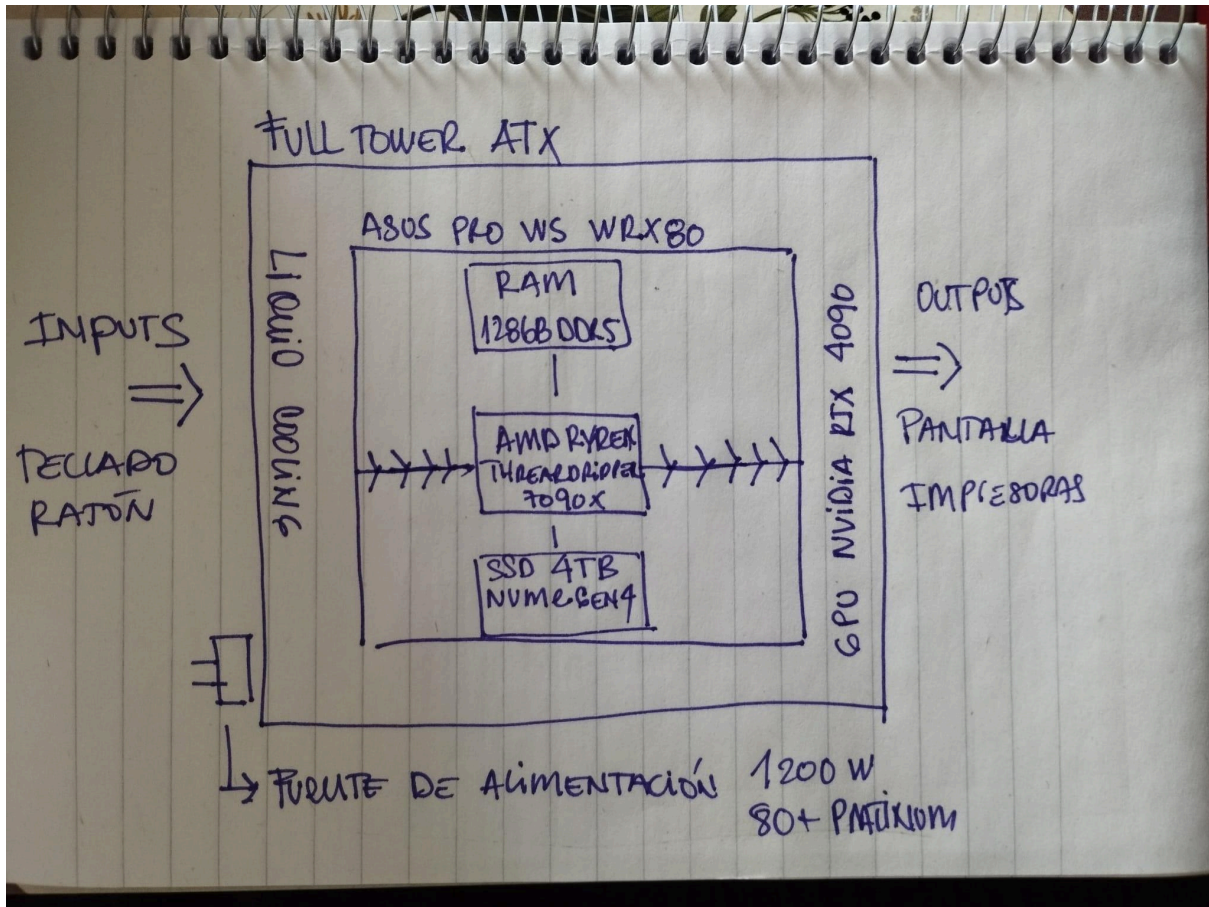 FULL TOWER ATX
ASUS PRO WS WRX80
LIQUID COOLING
RAM
128GB DDR5
AMD RYZEN
THREARDRIPPER
7090X
SSD 4TB
NVMe GEN4
GPU NVIDIA RTX 4090
INPUTS
TECLADO
RATÓN
OUTPUTS
PANTALLA
IMPRESORAS
FUENTE DE ALIMENTACIÓN 1200 W
80+ PLATINUM